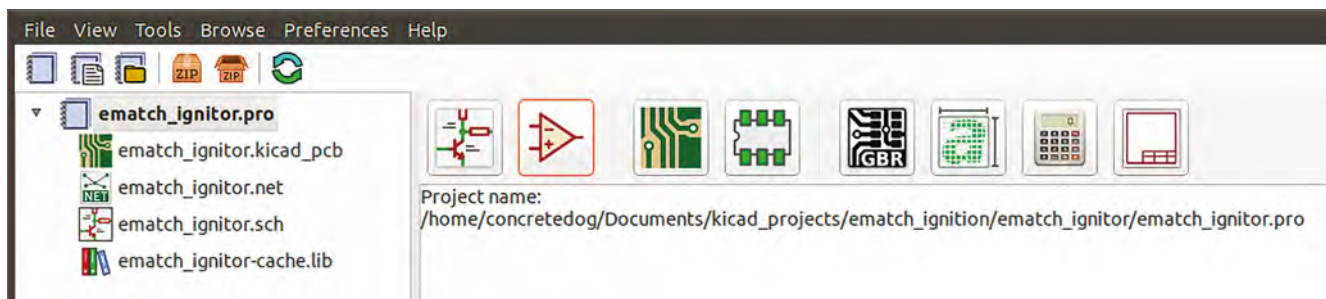 File View Tools Browse Preferences Help
ZIP ZIP
ematch_ignitor.pro
ematch_ignitor.kicad_pcb
NET ematch_ignitor.net
ematch_ignitor.sch
ematch_ignitor-cache.lib
GBR a
Project name:
/home/concretedog/Documents/kicad_projects/ematch_ignition/ematch_ignitor/ematch_ignitor.pro